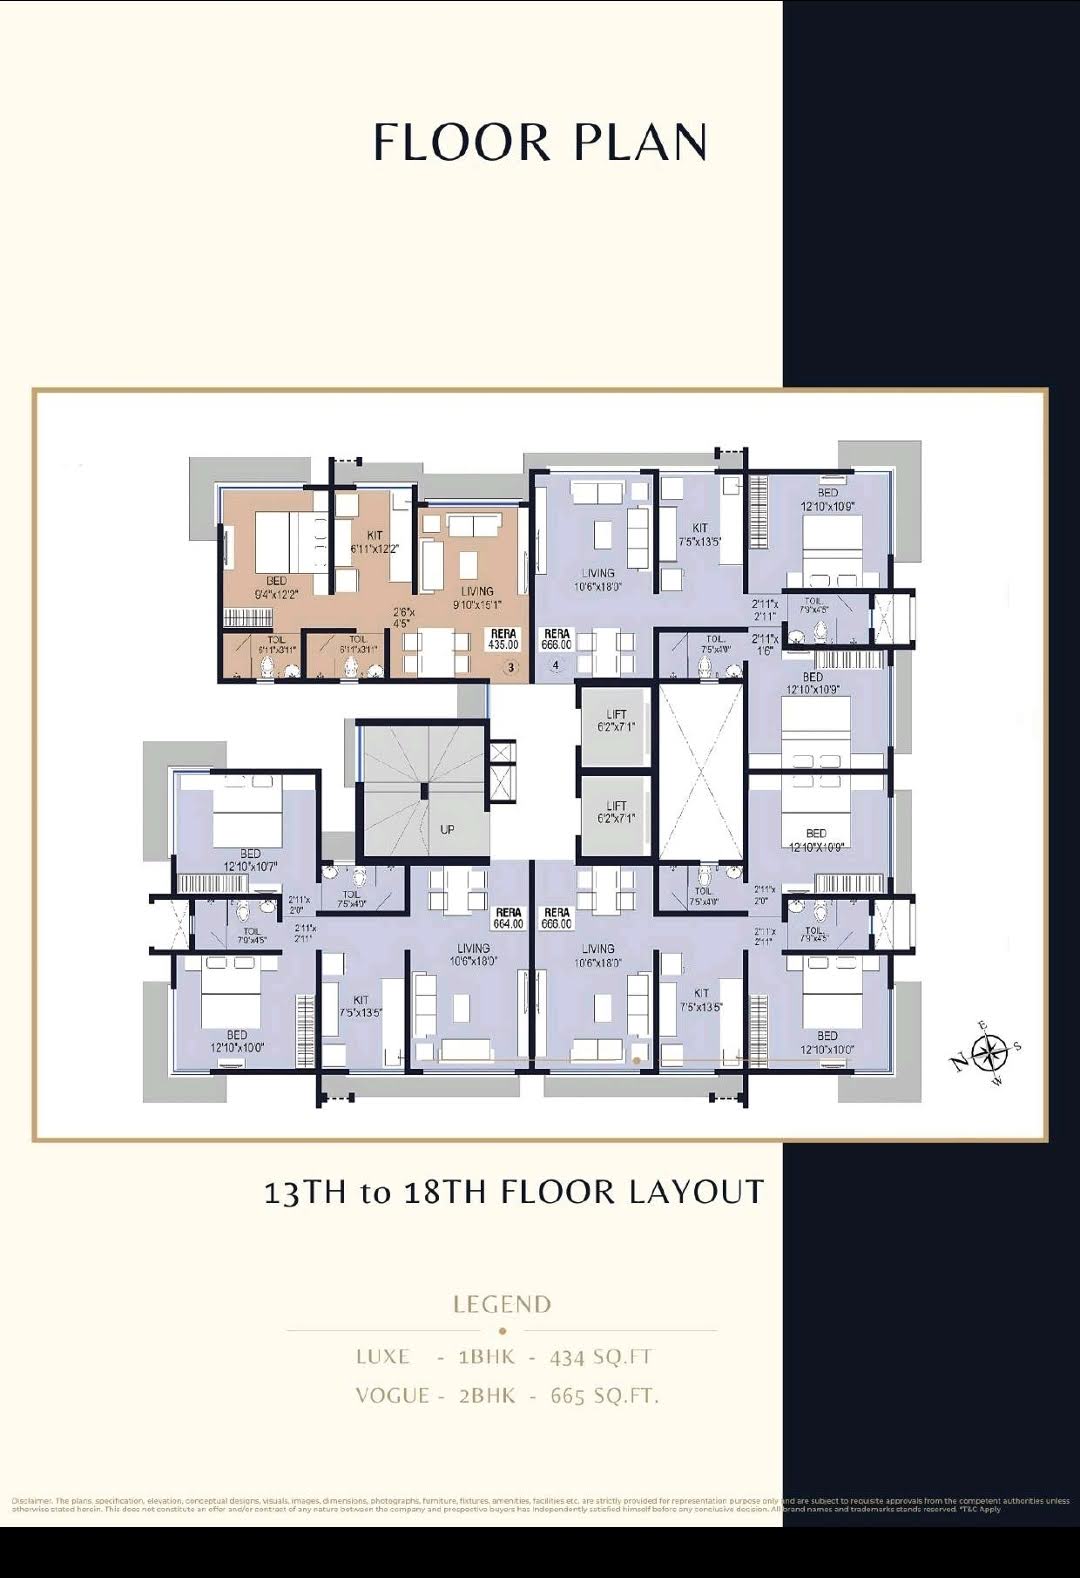 FLOOR PLAN
BED
9'4"x12'2"
KIT
6'11"x12'2"
LIVING
9'10"x15'1"
2'6"x
4'5"
TOIL.
6'11"x3'11"
TOIL.
6'11"x3'11"
RERA
435.00
3
RERA
666.00
4
LIVING
10'6"x18'0"
KIT
7'5"x13'5"
BED
12'10"x10'9"
2'11"x
2'11"
TOIL.
7'9"x4'5"
TOIL.
7'5"x4'0"
2'11"x
1'6"
BED
12'10"x10'9"
LIFT
6'2"x7'1"
LIFT
6'2"x7'1"
UP
BED
12'10"x10'7"
BED
12'10"X10'9"
TOIL.
7'5"x4'0"
2'11"x
2'0"
TOIL.
7'9"x4'5"
2'11"x
2'11"
RERA
664.00
RERA
666.00
LIVING
10'6"x18'0"
LIVING
10'6"x18'0"
TOIL.
7'5"x4'0"
2'11"x
2'0"
2'11"x
2'11"
TOIL.
7'9"x4'5"
BED
12'10"x10'0"
KIT
7'5"x13'5"
KIT
7'5"x13'5"
BED
12'10"x10'0"
E
N
S
W
13TH to 18TH FLOOR LAYOUT
LEGEND
LUXE - 1BHK - 434 SQ.FT
VOGUE - 2BHK - 665 SQ.FT.
Disclaimer. The plans, specification, elevation, conceptual designs, visuals, images, dimensions, photographs, furniture, fixtures, amenities, facilities etc. are strictly provided for representation purpose only and are subject to requisite approvals from the competent authorities unless
otherwise stated herein. This does not constitute an offer and/or contract of any nature between the company and prospective buyers has Independently satisfied himself before any conclusive decision. All brand names and trademarks stands reserved. *T&C Apply